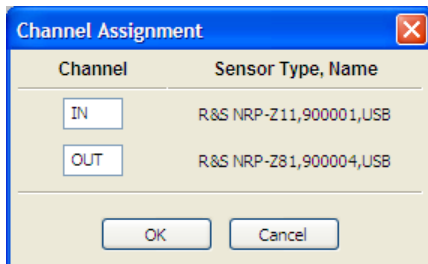 Channel Assignment
Channel Sensor Type, Name
IN R&S NRP-Z11,900001,USB
OUT R&S NRP-Z81,900004,USB
OK Cancel